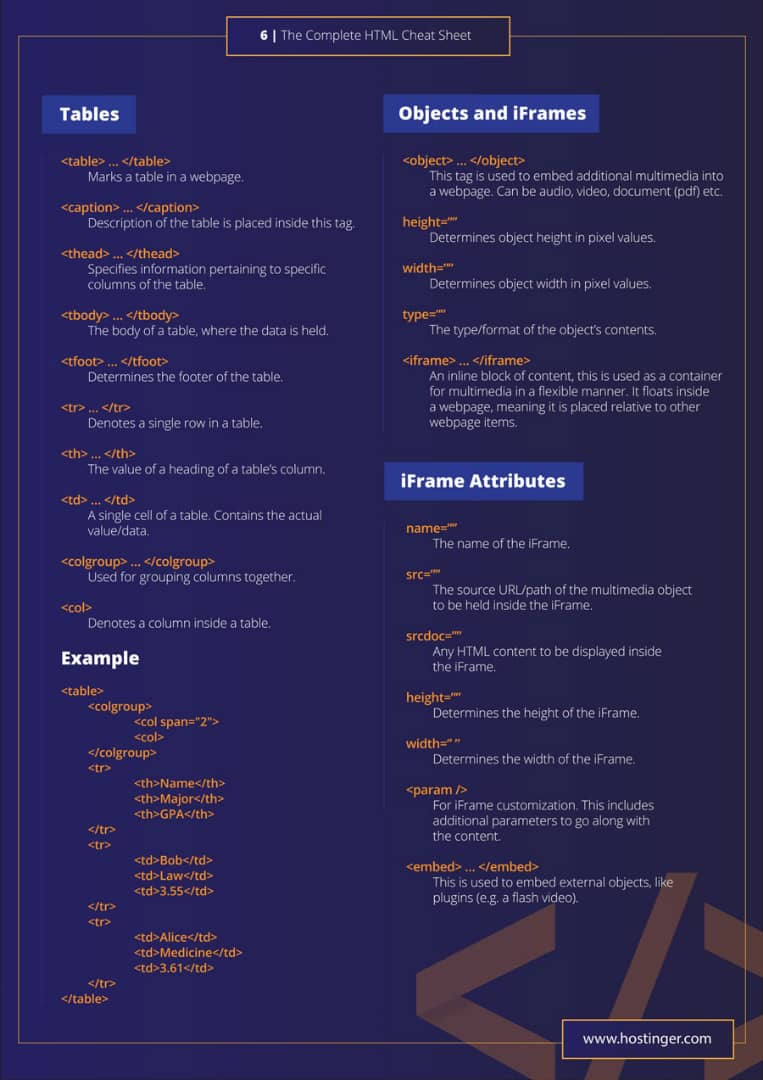 6 | The Complete HTML Cheat Sheet
Tables
<table> ... </table>
Marks a table in a webpage.
<caption> ... </caption>
Description of the table is placed inside this tag.
<thead> ... </thead>
Specifies information pertaining to specific
columns of the table.
<tbody> ... </tbody>
The body of a table, where the data is held.
<tfoot> ... </tfoot>
Determines the footer of the table.
<tr> ... </tr>
Denotes a single row in a table.
<th> ... </th>
The value of a heading of a table’s column.
<td> ... </td>
A single cell of a table. Contains the actual
value/data.
<colgroup> ... </colgroup>
Used for grouping columns together.
<col>
Denotes a column inside a table.
Example
<table>
<colgroup>
<col span="2">
<col>
</colgroup>
<tr>
<th>Name</th>
<th>Major</th>
<th>GPA</th>
</tr>
<tr>
<td>Bob</td>
<td>Law</td>
<td>3.55</td>
</tr>
<tr>
<td>Alice</td>
<td>Medicine</td>
<td>3.61</td>
</tr>
</table>
Objects and iFrames
<object> ... </object>
This tag is used to embed additional multimedia into
a webpage. Can be audio, video, document (pdf) etc.
height=””
Determines object height in pixel values.
width=””
Determines object width in pixel values.
type=””
The type/format of the object’s contents.
<iframe> ... </iframe>
An inline block of content, this is used as a container
for multimedia in a flexible manner. It floats inside
a webpage, meaning it is placed relative to other
webpage items.
iFrame Attributes
name=””
The name of the iFrame.
src=””
The source URL/path of the multimedia object
to be held inside the iFrame.
srcdoc=””
Any HTML content to be displayed inside
the iFrame.
height=””
Determines the height of the iFrame.
width=” ”
Determines the width of the iFrame.
<param />
For iFrame customization. This includes
additional parameters to go along with
the content.
<embed> ... </embed>
This is used to embed external objects, like
plugins (e.g. a flash video).
www.hostinger.com